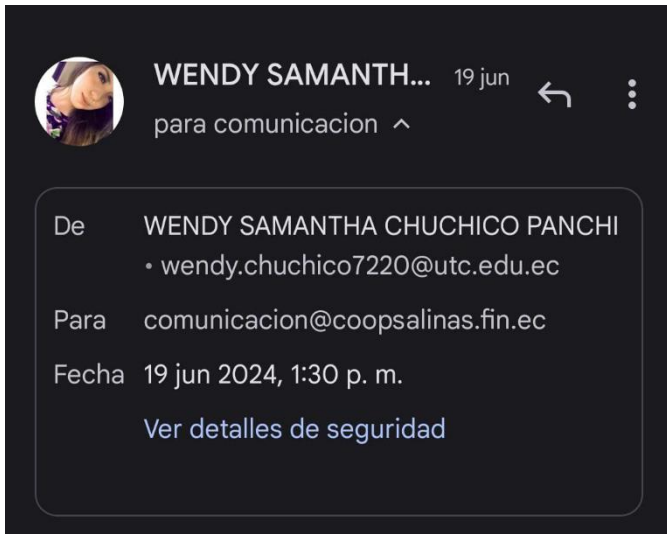 WENDY SAMANTH... 19 jun
para comunicacion
De WENDY SAMANTHA CHUCHICO PANCHI
• wendy.chuchico7220@utc.edu.ec
Para comunicacion@coopsalinas.fin.ec
Fecha 19 jun 2024, 1:30 p. m.
Ver detalles de seguridad